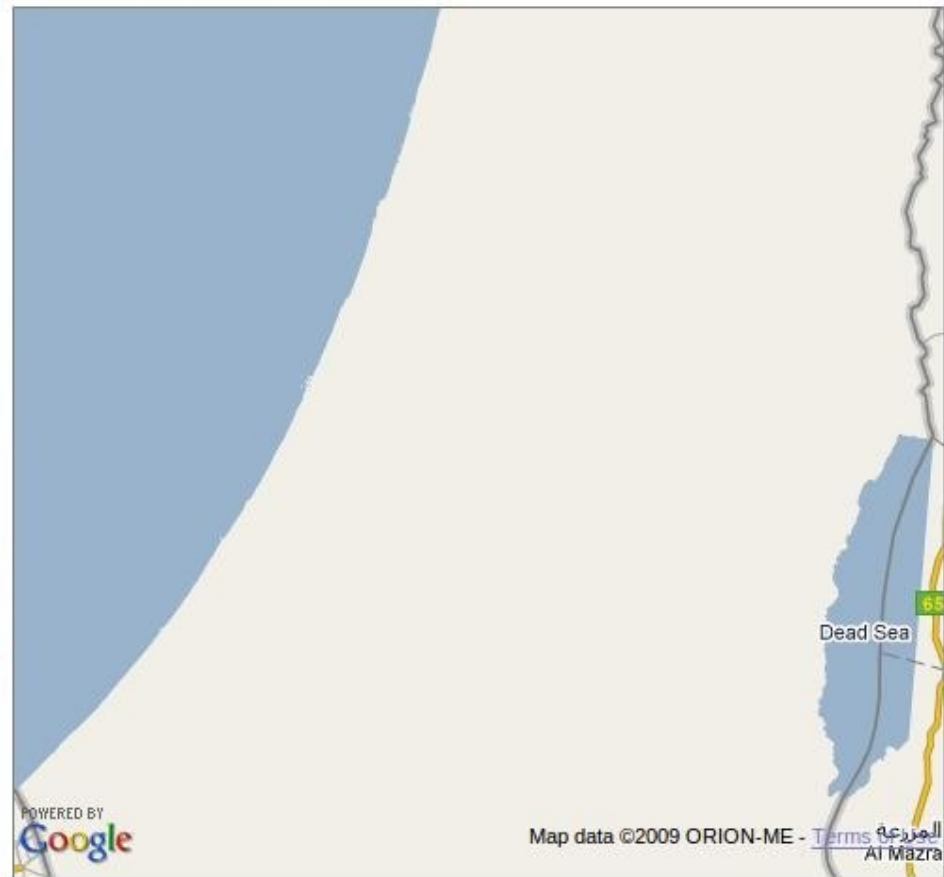 65
Dead Sea
POWERED BY
Google
Map data ©2009 ORION-ME - Terms of Use
المزرعة
Al Mazra